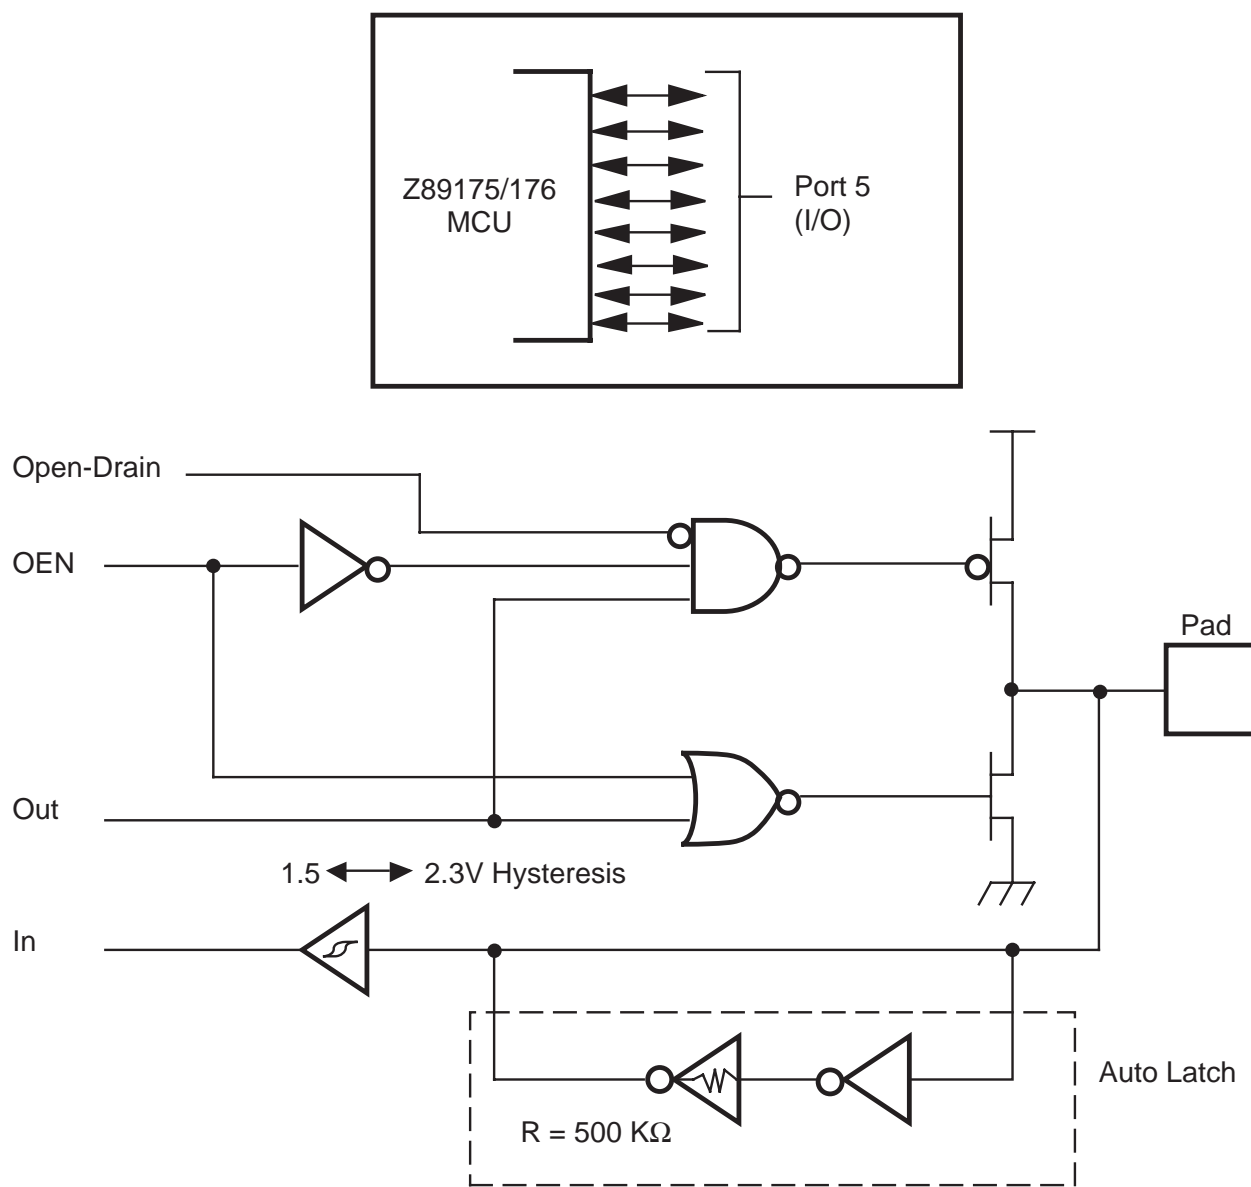 Z89175/176
MCU
Port 5
(I/O)
Open-Drain
OEN
Pad
Out
1.5 2.3V Hysteresis
In
Auto Latch
R = 500 KΩ